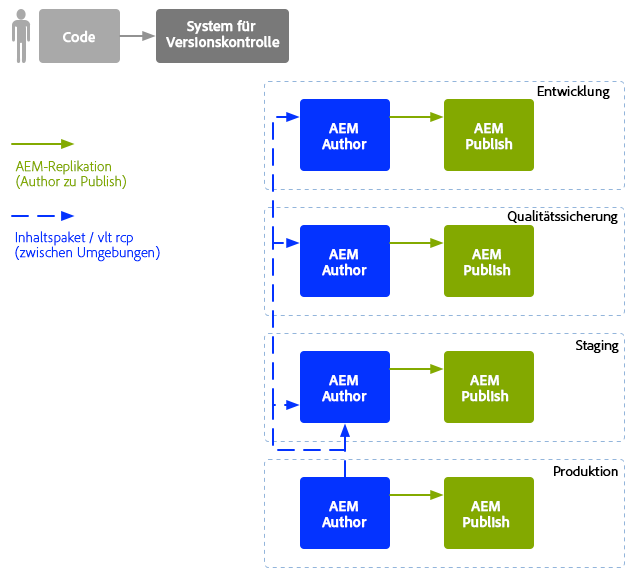 Code
System für
Versionskontrolle
AEM-Replikation
(Author zu Publish)
Inhaltspaket / vlt rcp
(zwischen Umgebungen)
Entwicklung
AEM
Author
AEM
Publish
Qualitätssicherung
AEM
Author
AEM
Publish
Staging
AEM
Author
AEM
Publish
Produktion
AEM
Author
AEM
Publish